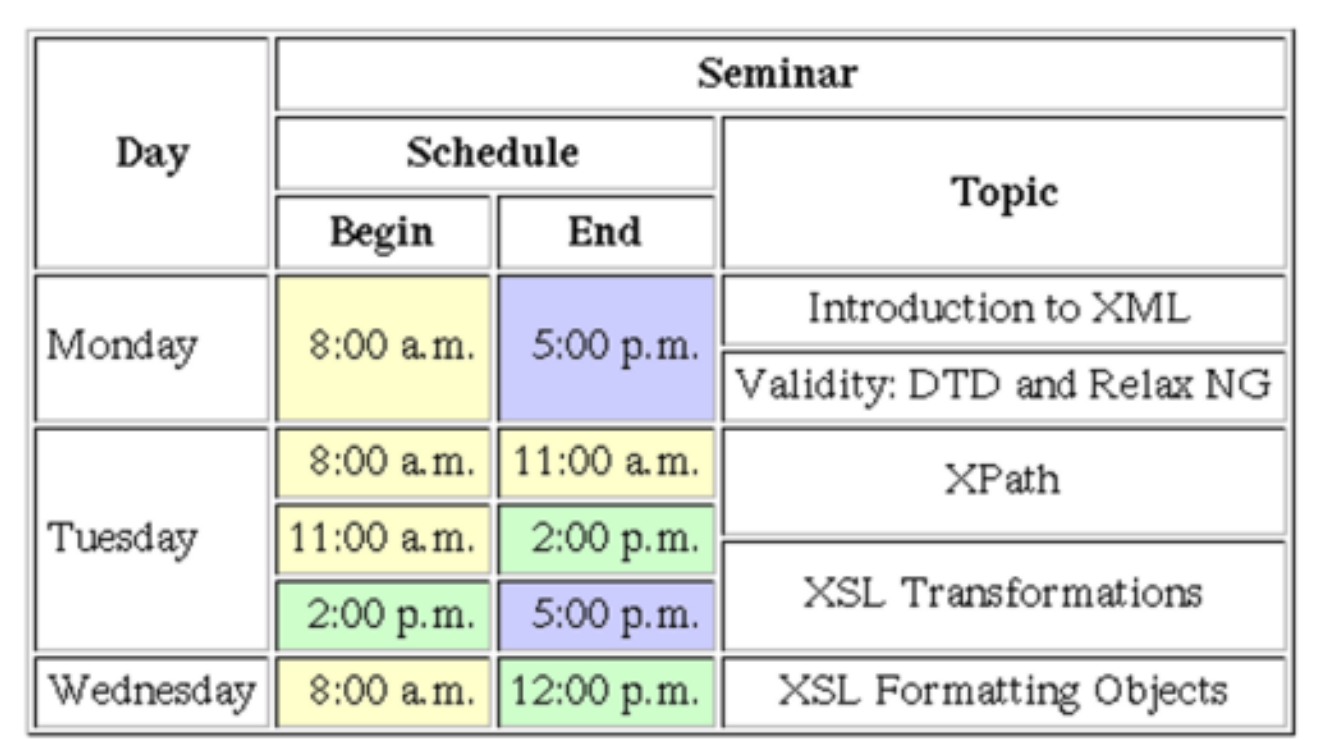 Seminar
Day
Schedule
Topic
Begin End
Monday 8:00 a.m. 5:00 p.m. Introduction to XML
Validity: DTD and Relax NG
Tuesday 8:00 a.m. 11:00 a.m. XPath
11:00 a.m. 2:00 p.m.
2:00 p.m. 5:00 p.m. XSL Transformations
Wednesday 8:00 a.m. 12:00 p.m. XSL Formatting Objects